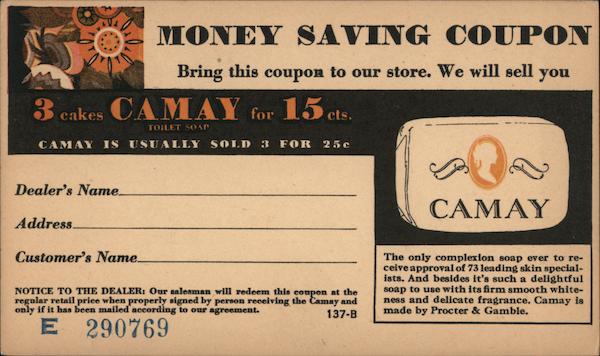 MONEY SAVING COUPON
Bring this coupon to our store. We will sell you
3 cakes CAMAY for 15 cts.
TOILET SOAP
CAMAY IS USUALLY SOLD 3 FOR 25c
CAMAY
Dealer's Name
Address
Customer's Name
NOTICE TO THE DEALER: Our salesman will redeem this coupon at the
regular retail price when properly signed by person receiving the Camay and
only if it has been mailed according to our agreement.
137-B
E 290769
The only complexion soap ever to re-
ceive approval of 73 leading skin special-
ists. And besides it's such a delightful
soap to use with its firm smooth white-
ness and delicate fragrance. Camay is
made by Procter & Gamble.